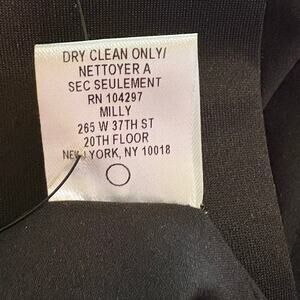 DRY CLEAN ONLY/
NETTOYER A
SEC SEULEMENT
RN 104297
MILLY
265 W 37TH ST
20TH FLOOR
NEW YORK, NY 10018